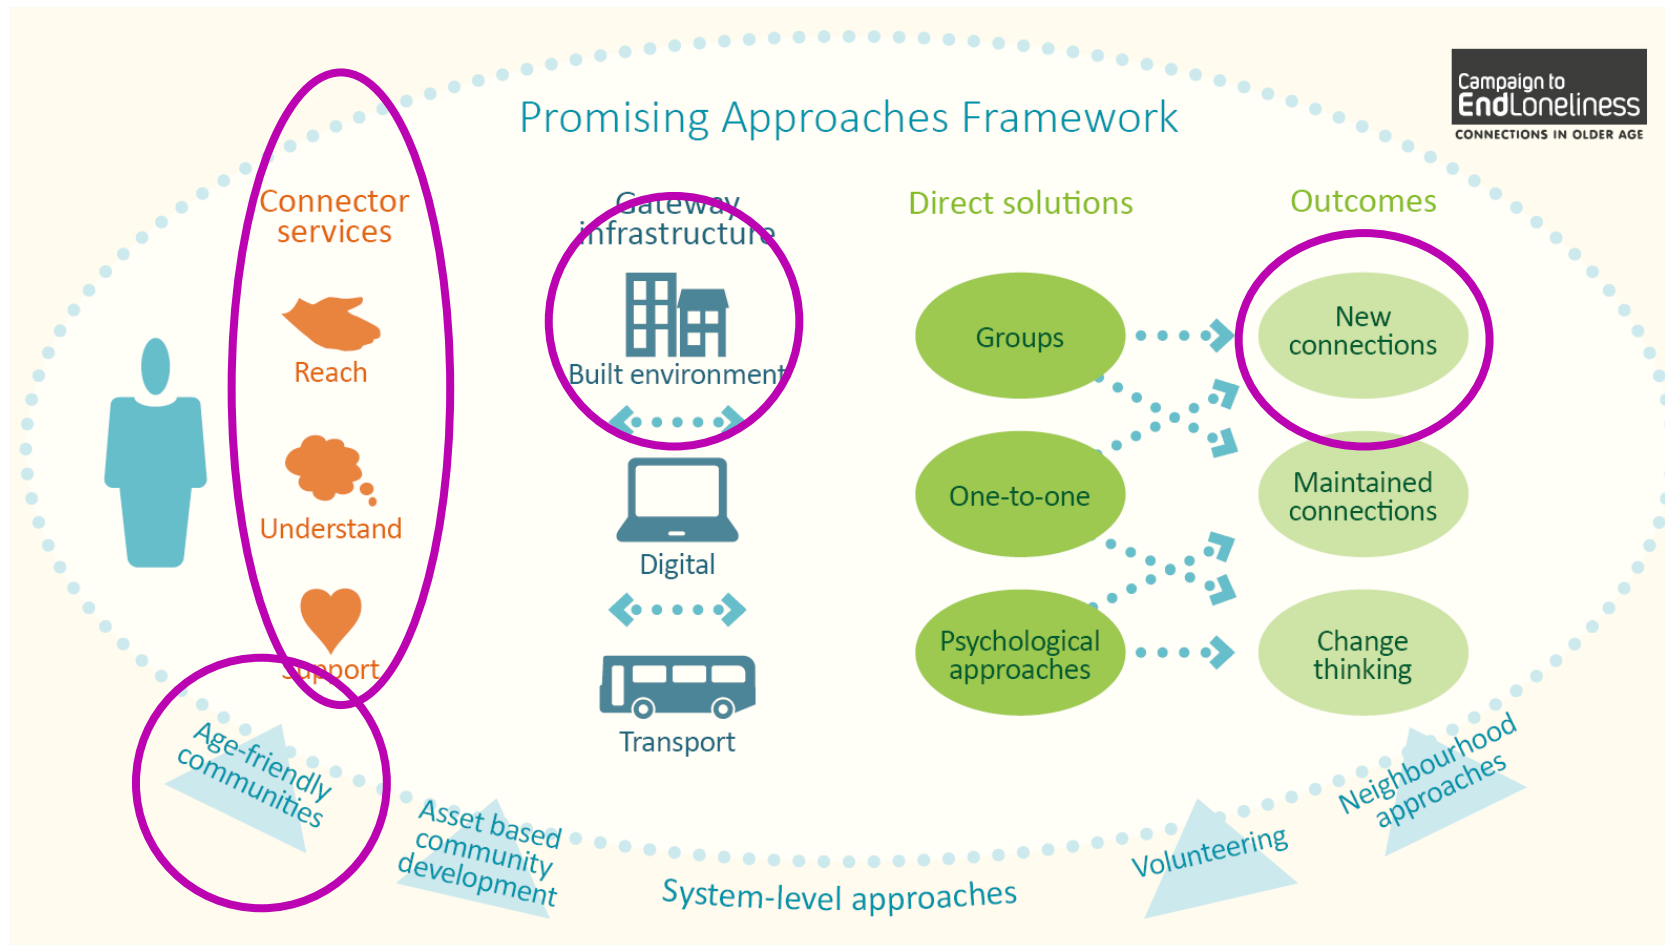 Promising Approaches Framework
Campaign to
EndLoneliness
CONNECTIONS IN OLDER AGE
Connector
services
Reach
Understand
Support
Gateway
infrastructure
Built environment
Digital
Transport
Direct solutions
Groups
One-to-one
Psychological
approaches
Outcomes
New
connections
Maintained
connections
Change
thinking
Age-friendly
communities
Asset based
community
development
System-level approaches
Volunteering
Neighbourhood
approaches